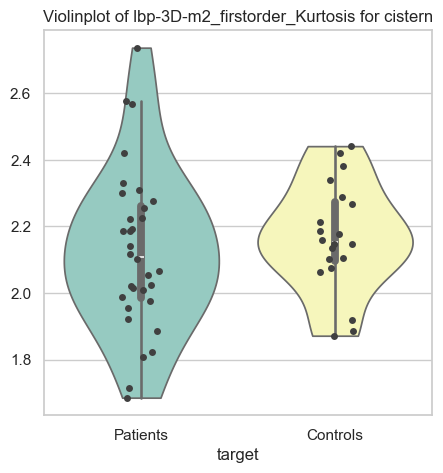 Violinplot of lbp-3D-m2_firstorder_Kurtosis for cistern
2.6
2.4
2.2
2.0
1.8
Patients Controls
target